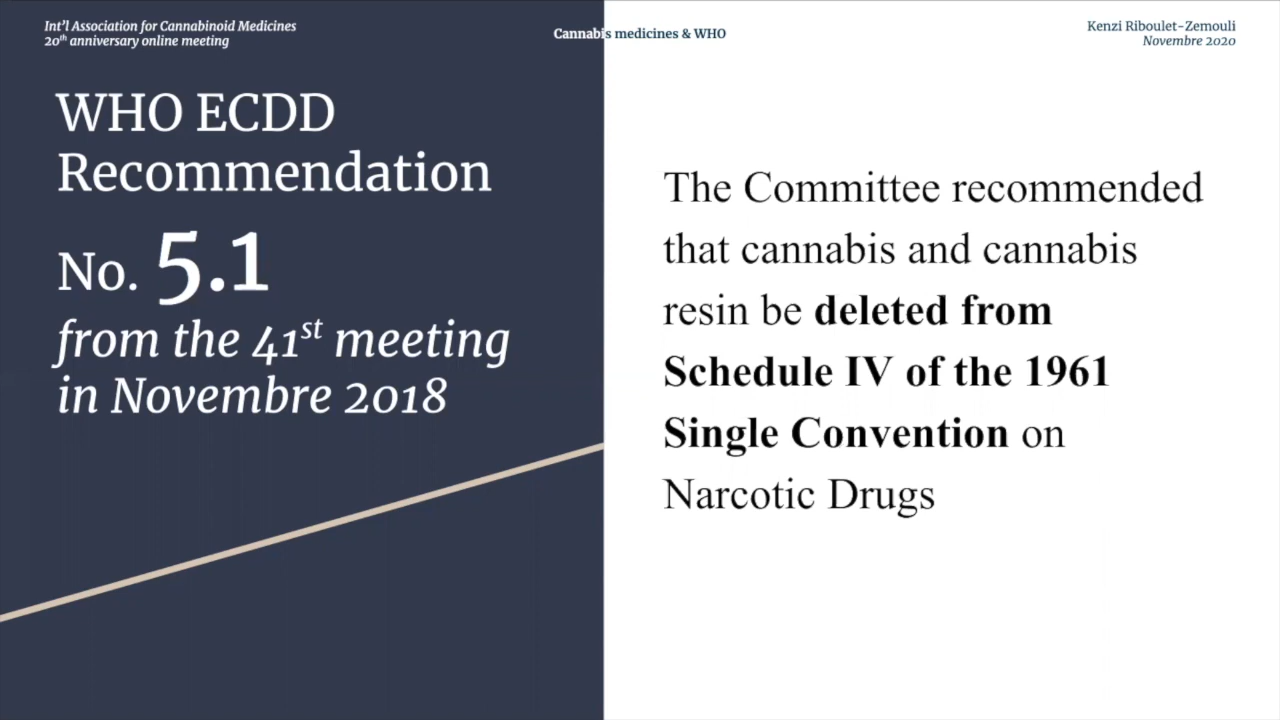 Int'l Association for Cannabinoid Medicines
20th anniversary online meeting
Cannabis medicines & WHO
Kenzi Riboulet-Zemouli
Novembre 2020
WHO ECDD
Recommendation
No. 5.1
from the 41st meeting
in Novembre 2018
The Committee recommended
that cannabis and cannabis
resin be deleted from
Schedule IV of the 1961
Single Convention on
Narcotic Drugs